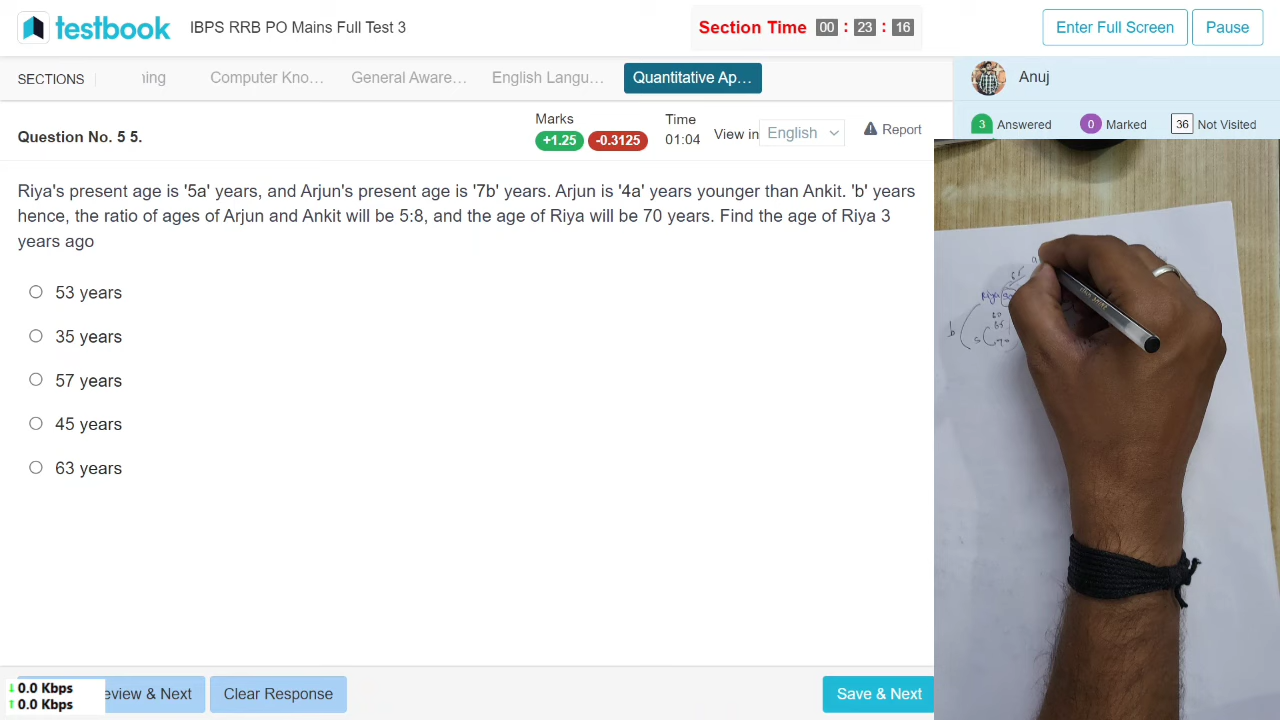 testbook
IBPS RRB PO Mains Full Test 3
Section Time 00 : 23 : 16
Enter Full Screen
Pause
SECTIONS
Computer Kno...
General Aware...
English Langu...
Quantitative Ap...
Anuj
3 Answered
0 Marked
36 Not Visited
Question No. 5 5.
Marks
+1.25 -0.3125
Time
01:04
View in English
Report
Riya's present age is '5a' years, and Arjun's present age is '7b' years. Arjun is '4a' years younger than Ankit. 'b' years
hence, the ratio of ages of Arjun and Ankit will be 5:8, and the age of Riya will be 70 years. Find the age of Riya 3
years ago
53 years
35 years
57 years
45 years
63 years
Riya
b
0.0 Kbps
0.0 Kbps
eview & Next
Clear Response
Save & Next